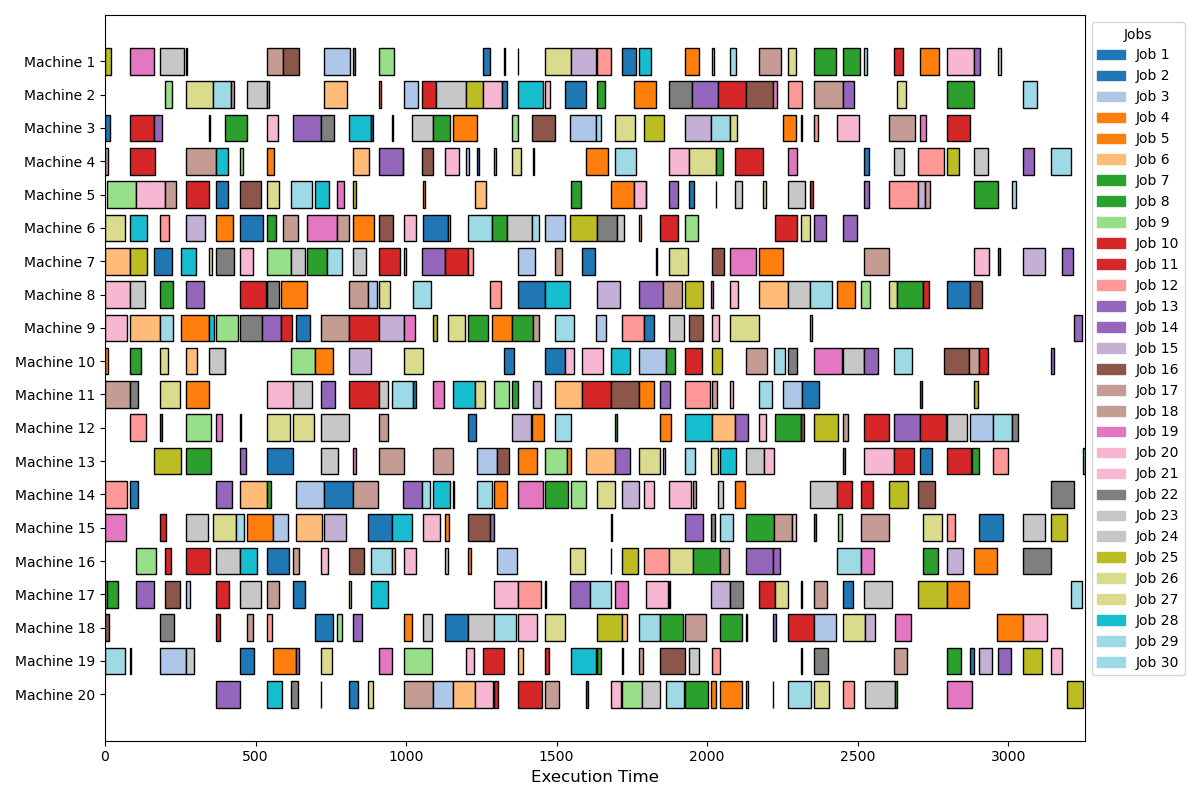 Machine 1
Machine 2
Machine 3
Machine 4
Machine 5
Machine 6
Machine 7
Machine 8
Machine 9
Machine 10
Machine 11
Machine 12
Machine 13
Machine 14
Machine 15
Machine 16
Machine 17
Machine 18
Machine 19
Machine 20
0 500 1000 1500 2000 2500 3000
Execution Time
Jobs
Job 1
Job 2
Job 3
Job 4
Job 5
Job 6
Job 7
Job 8
Job 9
Job 10
Job 11
Job 12
Job 13
Job 14
Job 15
Job 16
Job 17
Job 18
Job 19
Job 20
Job 21
Job 22
Job 23
Job 24
Job 25
Job 26
Job 27
Job 28
Job 29
Job 30